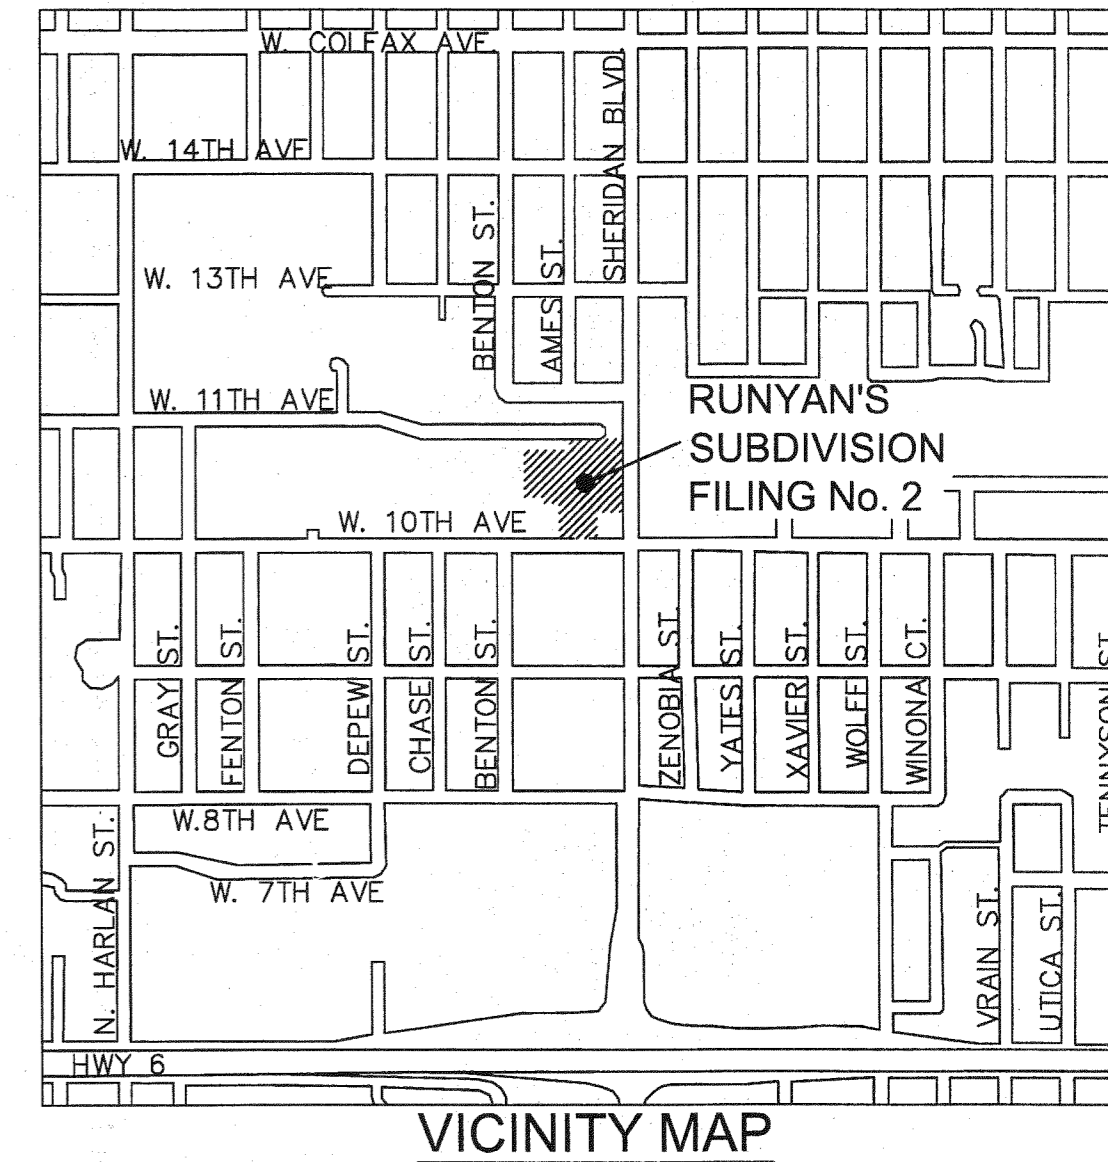 W. COLFAX AVE.
SHERIDAN BLVD.
W. 14TH AVE
BENTON ST.
AMES ST.
W. 13TH AVE
W. 11TH AVE
RUNYAN'S
SUBDIVISION
FILING No. 2
W. 10TH AVE
GRAY ST.
FENTON ST.
DEPEW ST.
CHASE ST.
BENTON ST.
ZENOBIA ST.
YATES ST.
XAVIER ST.
WOLFF ST.
WINONA CT.
TENNYSON ST.
W.8TH AVE
N. HARLAN ST.
W. 7TH AVE
VRAIN ST.
UTICA ST.
HWY 6
VICINITY MAP